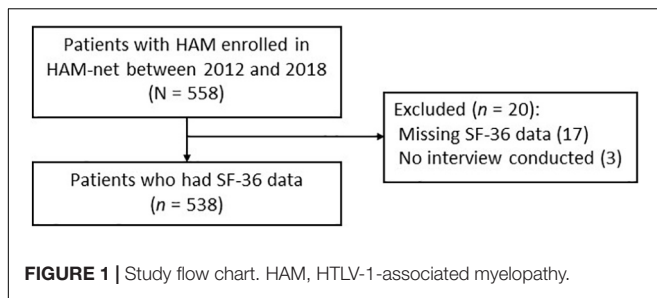 Patients with HAM enrolled in
HAM-net between 2012 and 2018
(N = 558)
Excluded (n = 20):
Missing SF-36 data (17)
No interview conducted (3)
Patients who had SF-36 data
(n = 538)
FIGURE 1 | Study flow chart. HAM, HTLV-1-associated myelopathy.